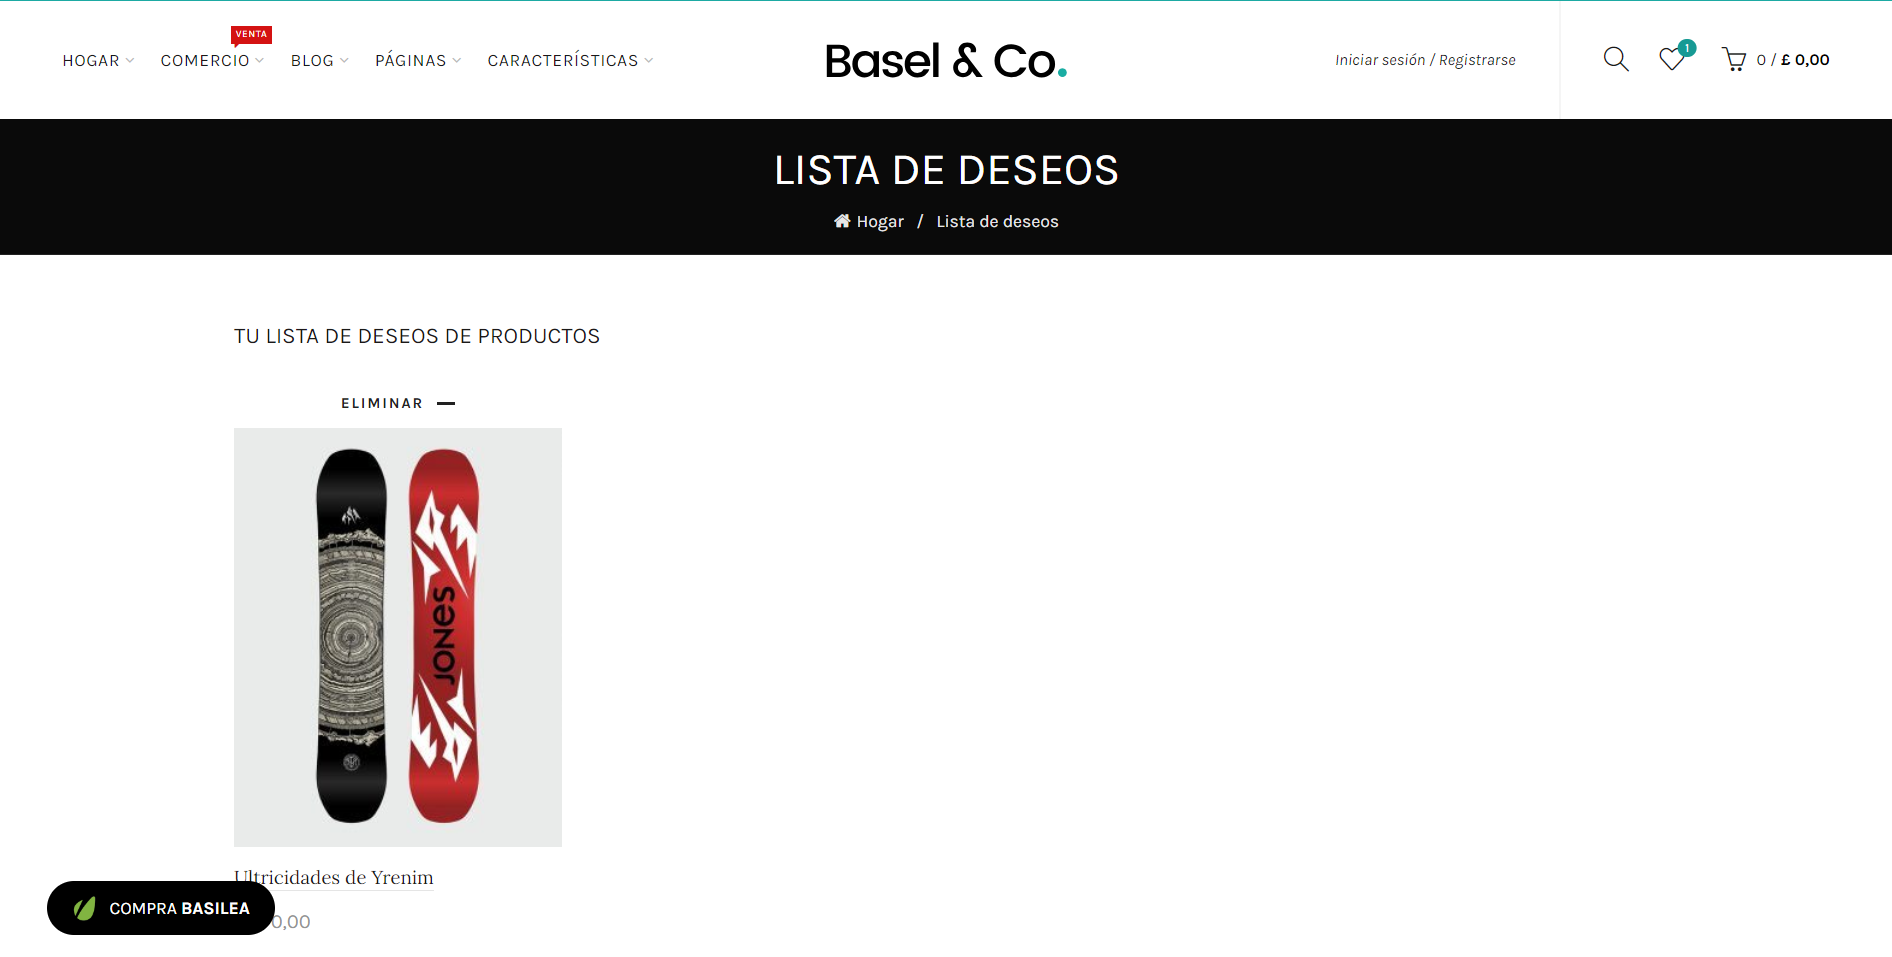 VENTA
HOGAR COMERCIO BLOG PÁGINAS CARACTERÍSTICAS
Basel & Co.
Iniciar sesión / Registrarse
1
0 / £ 0,00
LISTA DE DESEOS
Hogar / Lista de deseos
TU LISTA DE DESEOS DE PRODUCTOS
ELIMINAR
JONES
Ultricidades de Yrenim
COMPRA BASILEA
0,00